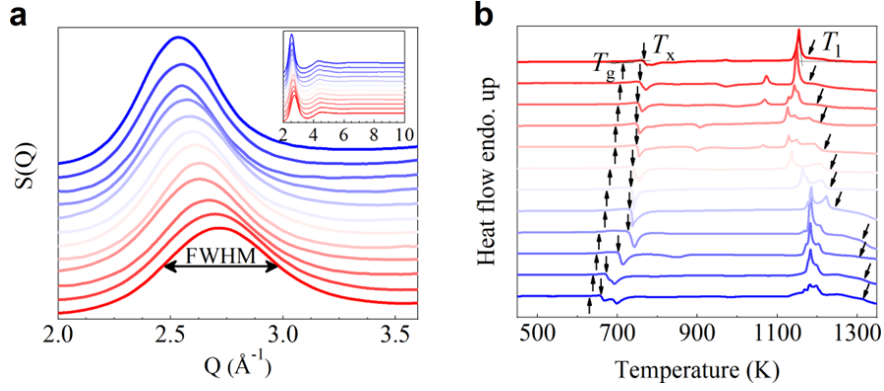 a
S(Q)
2 4 6 8 10
FWHM
2.0 2.5 3.0 3.5
Q (Å⁻¹)
b
Heat flow endo. up
Tg
Tx
Tl
500 700 900 1100 1300
Temperature (K)